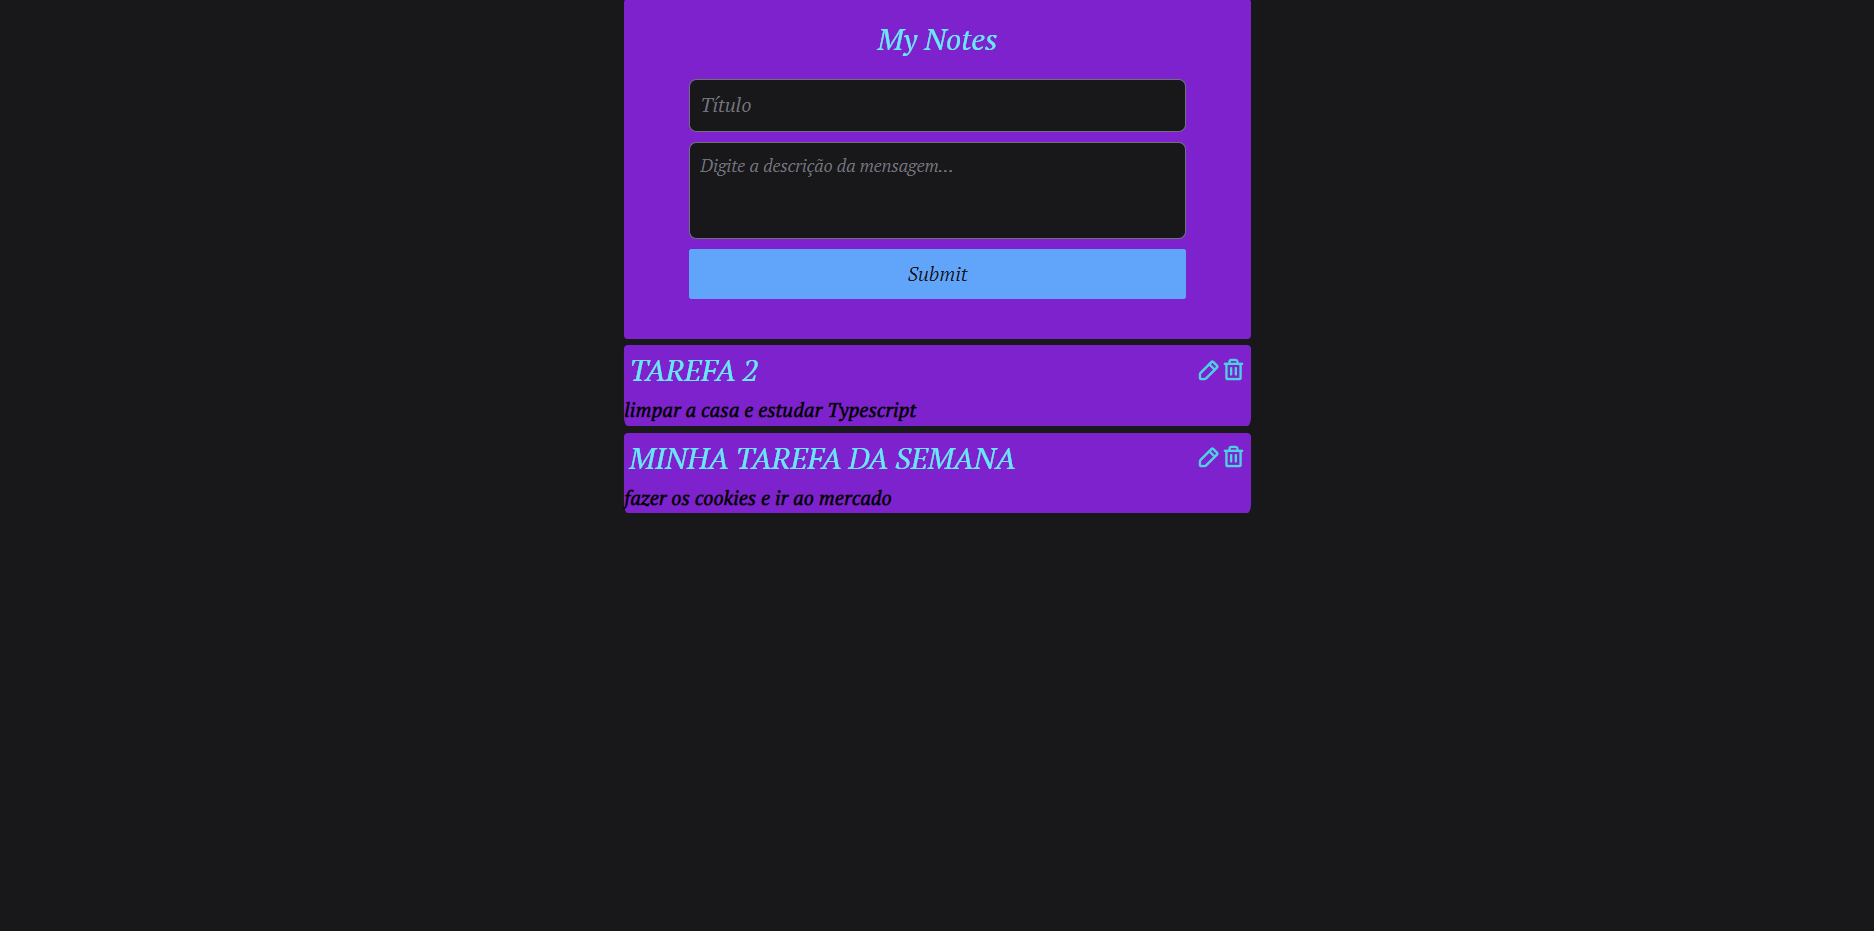 My Notes
Título
Digite a descrição da mensagem...
Submit
TAREFA 2
limpar a casa e estudar Typescript
MINHA TAREFA DA SEMANA
fazer os cookies e ir ao mercado